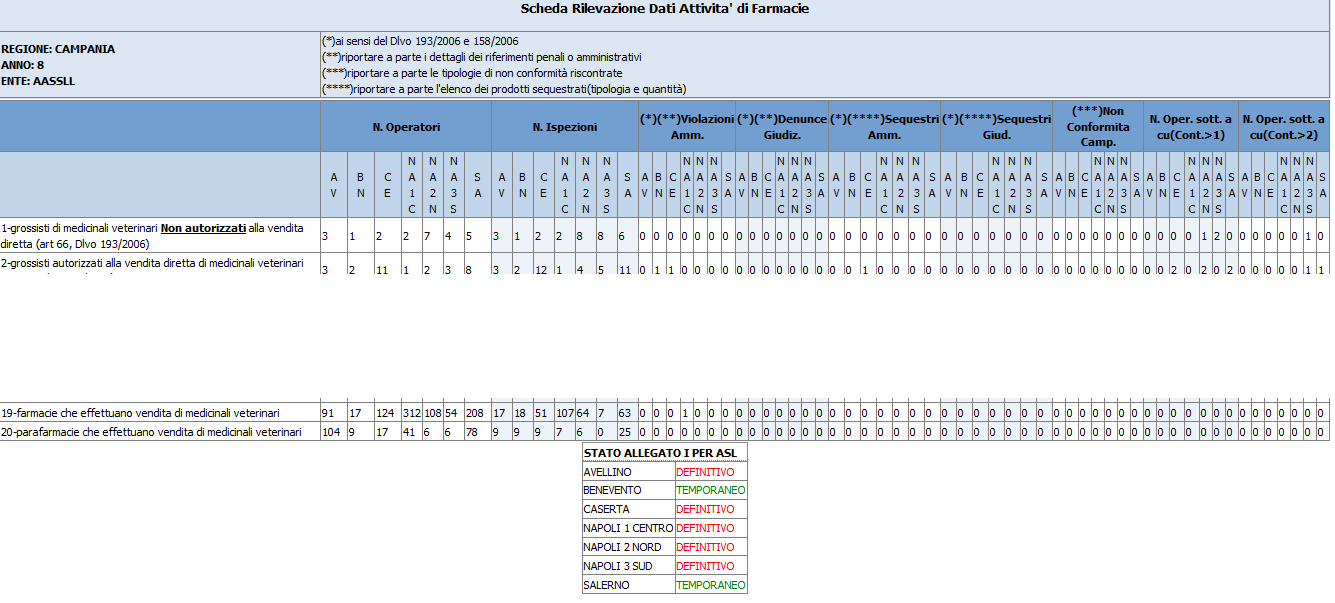 Scheda Rilevazione Dati Attivita' di Farmacie
REGIONE: CAMPANIA
ANNO: 8
ENTE: AASSLL
(*)ai sensi del Dlvo 193/2006 e 158/2006
(**)riportare a parte i dettagli dei riferimenti penali o amministrativi
(***)riportare a parte le tipologie di non conformità riscontrate
(****)riportare a parte l'elenco dei prodotti sequestrati(tipologia e quantità)
N. Operatori
N. Ispezioni
(*)(**)Violazioni
Amm.
(*)(**)Denunce
Giudiz.
(*)(****)Sequestri
Amm.
(*)(****)Sequestri
Giud.
(***)Non
Conformita
Camp.
N. Oper. sott. a
cu(Cont.>1)
N. Oper. sott. a
cu(Cont.>2)
AV BN CE NA1C NA2N NA3S SA AV BN CE NA1C NA2N NA3S SA AV BN CE NA1C NA2N NA3S SA AV BN CE NA1C NA2N NA3S SA AV BN CE NA1C NA2N NA3S SA AV BN CE NA1C NA2N NA3S SA AV BN CE NA1C NA2N NA3S SA AV BN CE NA1C NA2N NA3S SA AV BN CE NA1C NA2N NA3S SA
1-grossisti di medicinali veterinari Non autorizzati alla vendita
diretta (art 66, Dlvo 193/2006)
3 1 2 2 7 4 5 3 1 2 2 8 8 6 0 0 0 0 0 0 0 0 0 0 0 0 0 0 0 0 0 0 0 0 0 0 0 0 0 0 0 0 0 0 0 0 0 0 0 0 0 0 0 1 2 0 0 0 0 0 0 1 0
2-grossisti autorizzati alla vendita diretta di medicinali veterinari
3 2 11 1 2 3 8 3 2 12 1 4 5 11 0 1 1 0 0 0 0 0 0 0 0 0 0 0 0 0 1 0 0 0 0 0 0 0 0 0 0 0 0 0 0 0 0 0 0 0 0 2 0 2 0 2 0 0 0 0 0 1 1
19-farmacie che effettuano vendita di medicinali veterinari 91 17 124 312 108 54 208 17 18 51 107 64 7 63 0 0 0 1 0 0 0 0 0 0 0 0 0 0 0 0 0 0 0 0 0 0 0 0 0 0 0 0 0 0 0 0 0 0 0 0 0 0 0 0 0 0 0 0 0 0 0 0 0
20-parafarmacie che effettuano vendita di medicinali veterinari 104 9 17 41 6 6 78 9 9 9 7 6 0 25 0 0 0 0 0 0 0 0 0 0 0 0 0 0 0 0 0 0 0 0 0 0 0 0 0 0 0 0 0 0 0 0 0 0 0 0 0 0 0 0 0 0 0 0 0 0 0 0 0
STATO ALLEGATO I PER ASL
AVELLINO DEFINITIVO
BENEVENTO TEMPORANEO
CASERTA DEFINITIVO
NAPOLI 1 CENTRO DEFINITIVO
NAPOLI 2 NORD DEFINITIVO
NAPOLI 3 SUD DEFINITIVO
SALERNO TEMPORANEO